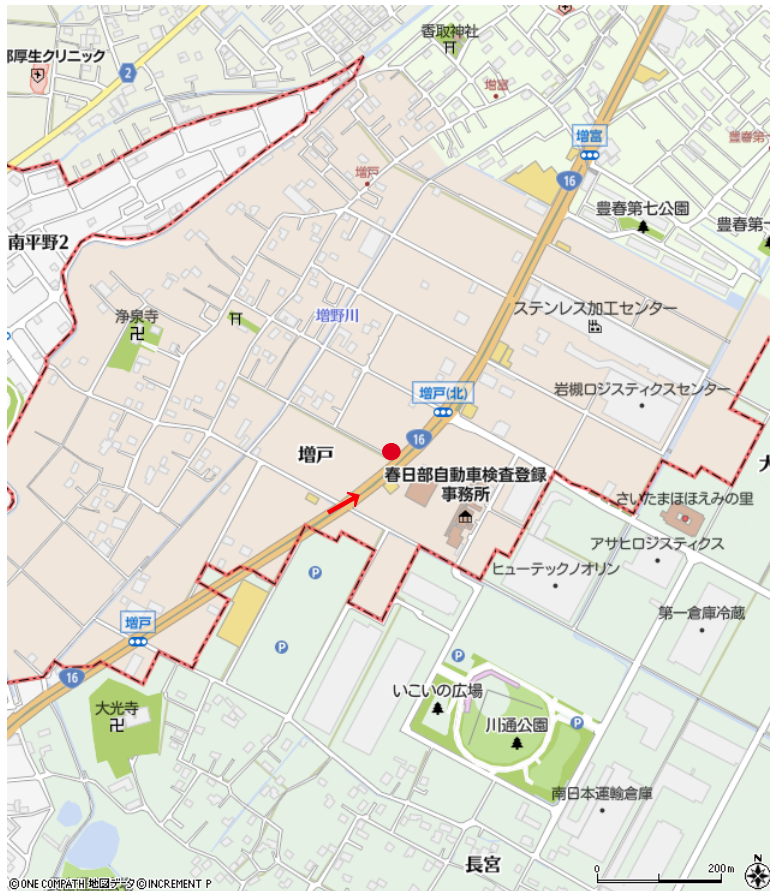 香取神社
部厚生クリニック
2
増富
増富
豊春第
16
増戸
豊春第七公園
豊春第
南平野2
ステンレス加工センター
浄泉寺
増野川
岩槻ロジスティクスセンター
増戸(北)
16
増戸
春日部自動車検査登録
事務所
さいたまほほえみの里
アサヒロジスティクス
ヒューテックノオリン
P
増戸
第一倉庫冷蔵
P
P
16
いこいの広場
大光寺
川通公園
P
南日本運輸倉庫
長宮
0
200m
N
©ONE COMPATH 地図データ©INCREMENT P